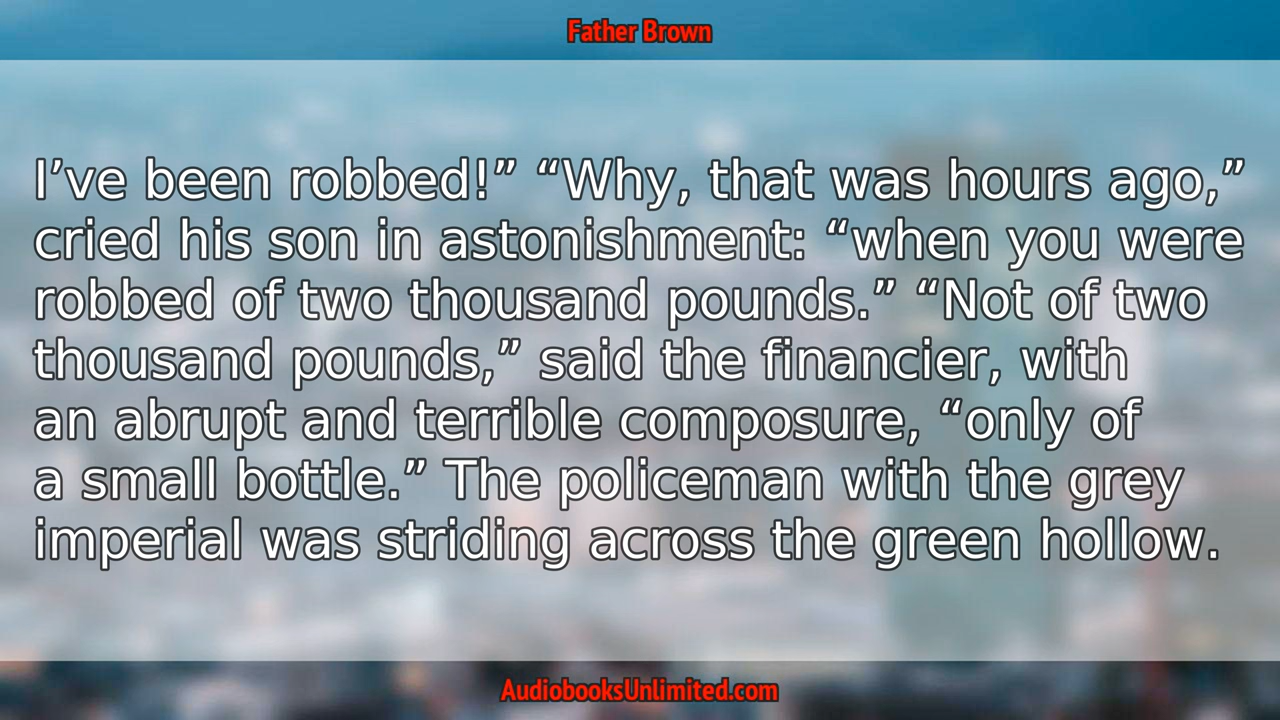 Father Brown
I’ve been robbed!” “Why, that was hours ago,”
cried his son in astonishment: “when you were
robbed of two thousand pounds.” “Not of two
thousand pounds,” said the financier, with
an abrupt and terrible composure, “only of
a small bottle.” The policeman with the grey
imperial was striding across the green hollow.
AudiobooksUnlimited.com